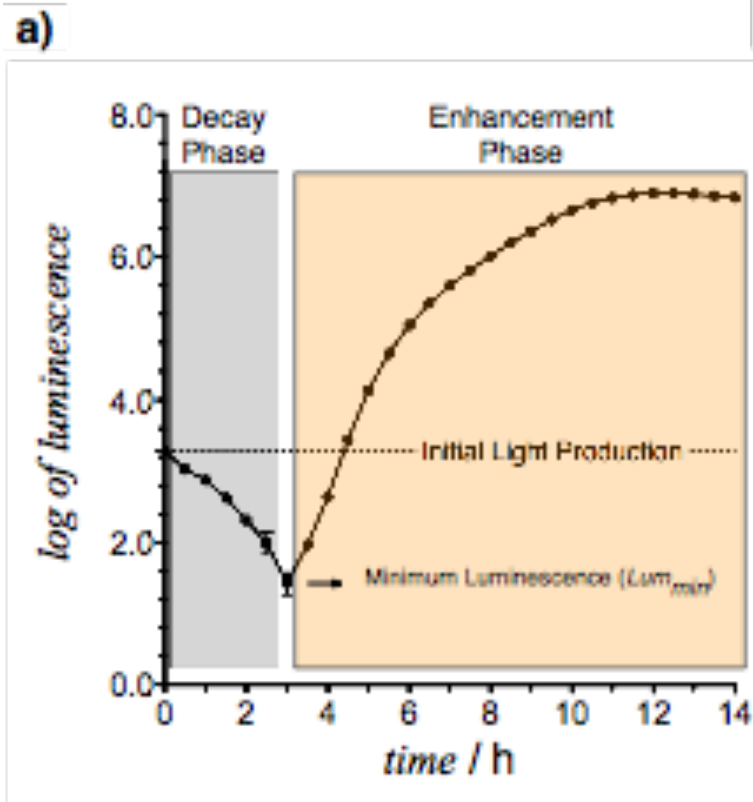 a)
Decay
Phase
Enhancement
Phase
8.0
6.0
4.0
2.0
0.0
log of luminescence
Initial Light Production
Minimum Luminescence (Lum_min)
0 2 4 6 8 10 12 14
time / h